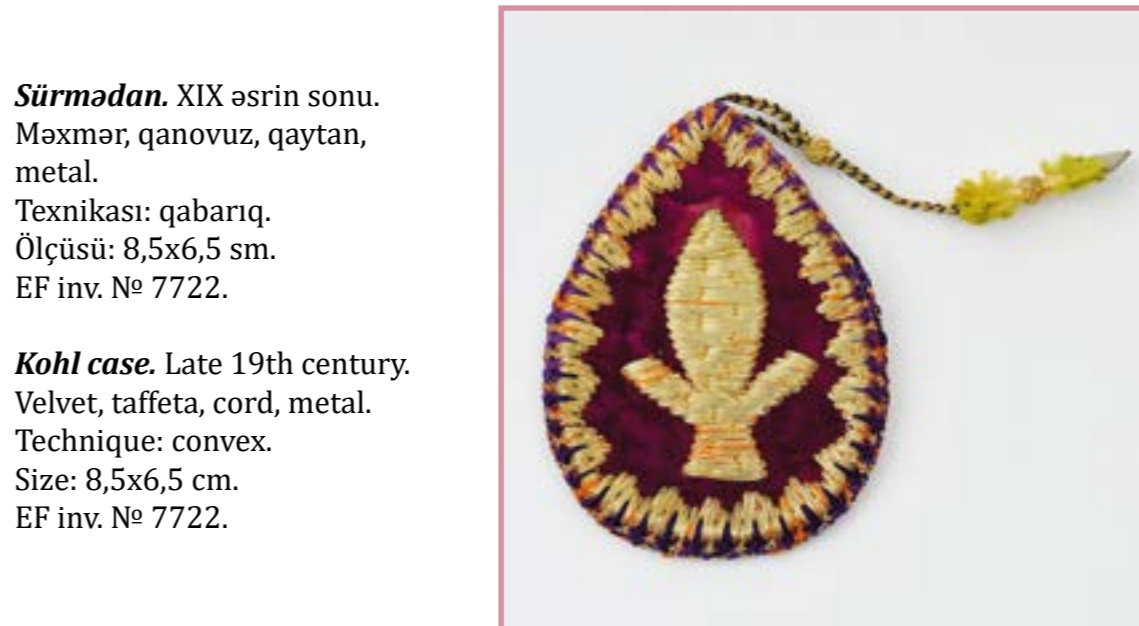 Sürmədan. XIX əsrin sonu.
Məxmər, qanovuz, qaytan,
metal.
Texnikası: qabarıq.
Ölçüsü: 8,5x6,5 sm.
EF inv. № 7722.
Kohl case. Late 19th century.
Velvet, taffeta, cord, metal.
Technique: convex.
Size: 8,5x6,5 cm.
EF inv. № 7722.